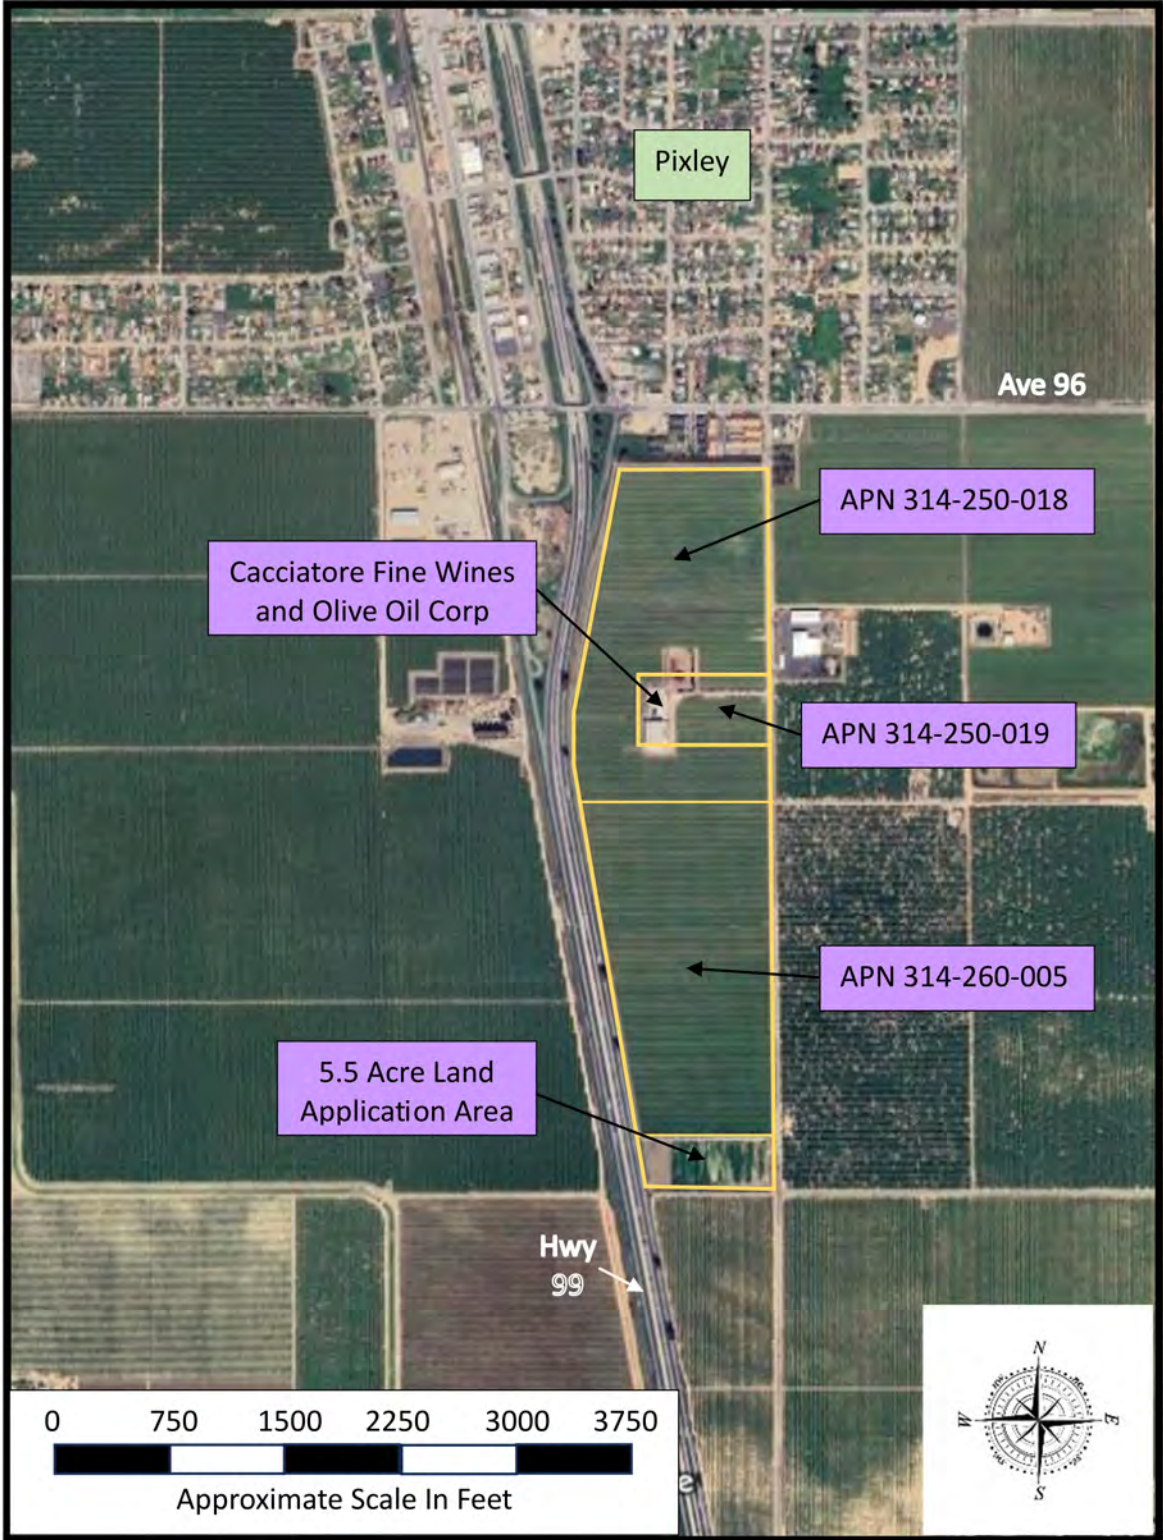 Pixley
Ave 96
APN 314-250-018
Cacciatore Fine Wines
and Olive Oil Corp
APN 314-250-019
APN 314-260-005
5.5 Acre Land
Application Area
Hwy
99
N
W
E
S
0 750 1500 2250 3000 3750
Approximate Scale In Feet
e